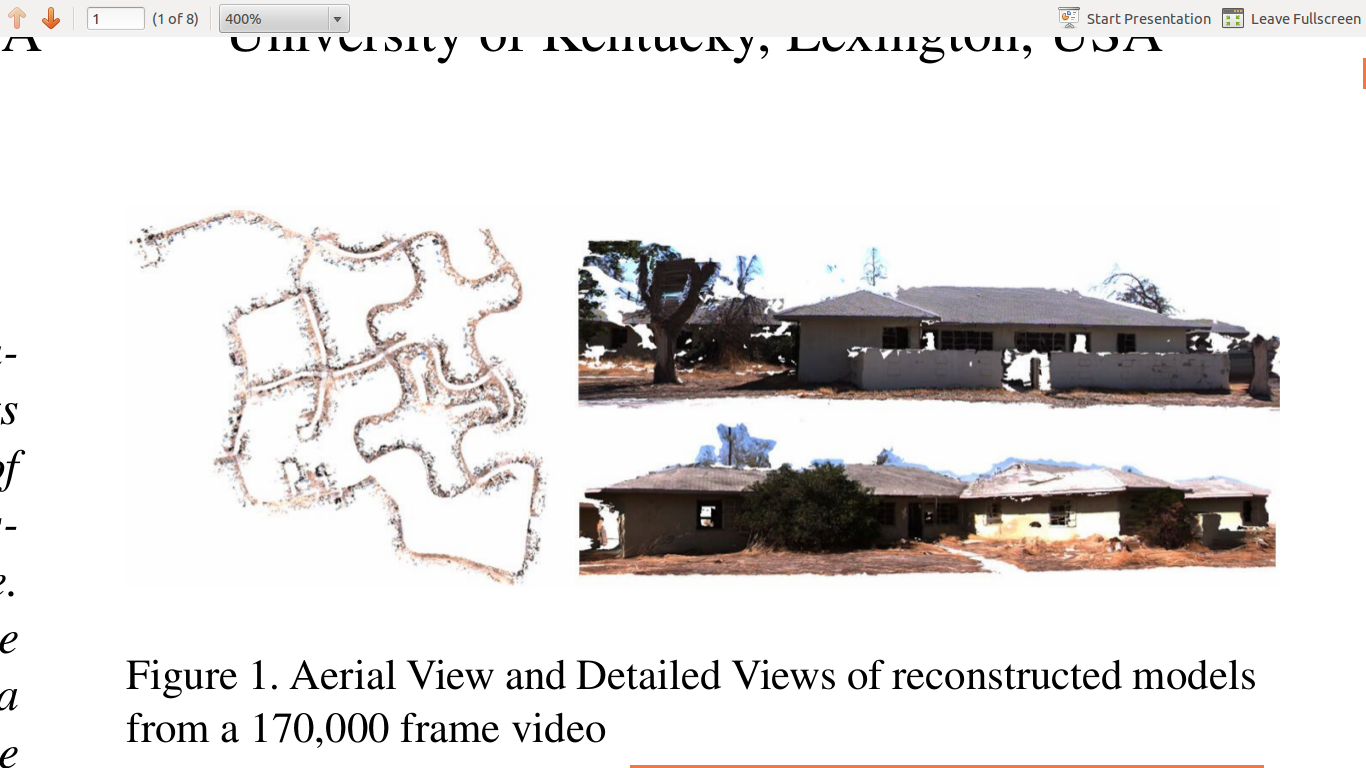 1 (1 of 8) 400% Start Presentation Leave Fullscreen
A University of Kentucky, Lexington, USA
s
of
e.
e
a
e
Figure 1. Aerial View and Detailed Views of reconstructed models
from a 170,000 frame video